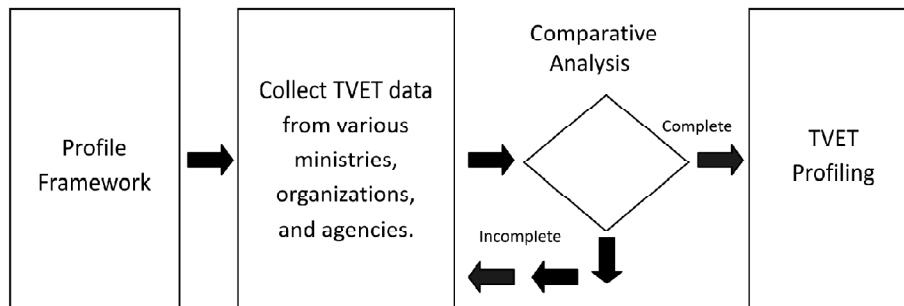 Profile
Framework
Collect TVET data
from various
ministries,
organizations,
and agencies.
Comparative
Analysis
Complete
Incomplete
TVET
Profiling